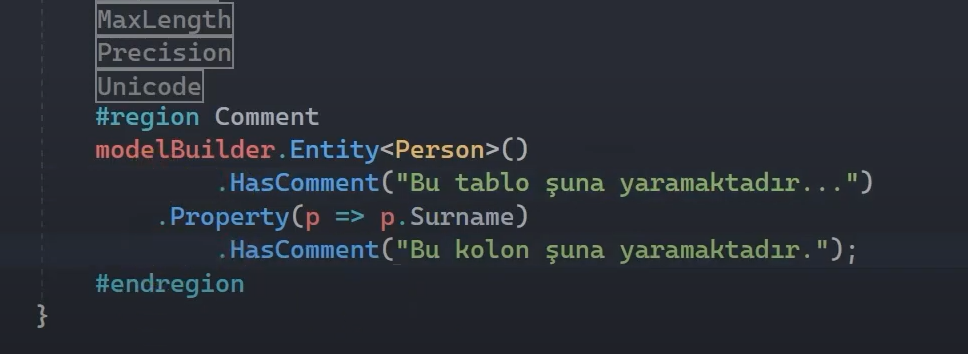 MaxLength
Precision
Unicode
#region Comment
modelBuilder.Entity<Person>()
.HasComment("Bu tablo şuna yaramaktadır...")
.Property(p => p.Surname)
.HasComment("Bu kolon şuna yaramaktadır.");
#endregion
}